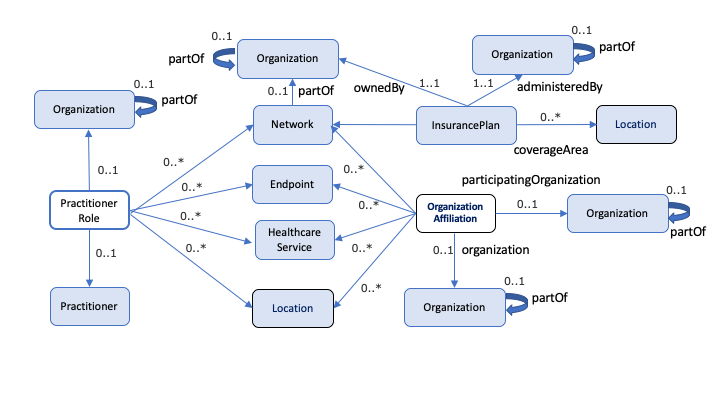 0..1
partOf
Organization
0..1
Organization
partOf
0..1
Organization
partOf
0..1
partOf
ownedBy
1..1
1..1
administeredBy
Network
InsurancePlan
0..*
Location
coverageArea
0..1
0..*
0..*
participatingOrganization
Endpoint
0..*
0..*
Practitioner
Role
0..*
Organization
Affiliation
0..1
Organization
0..1
partOf
Healthcare
Service
0..*
0..*
0..1
organization
0..1
0..*
0..1
Practitioner
Location
Organization
partOf